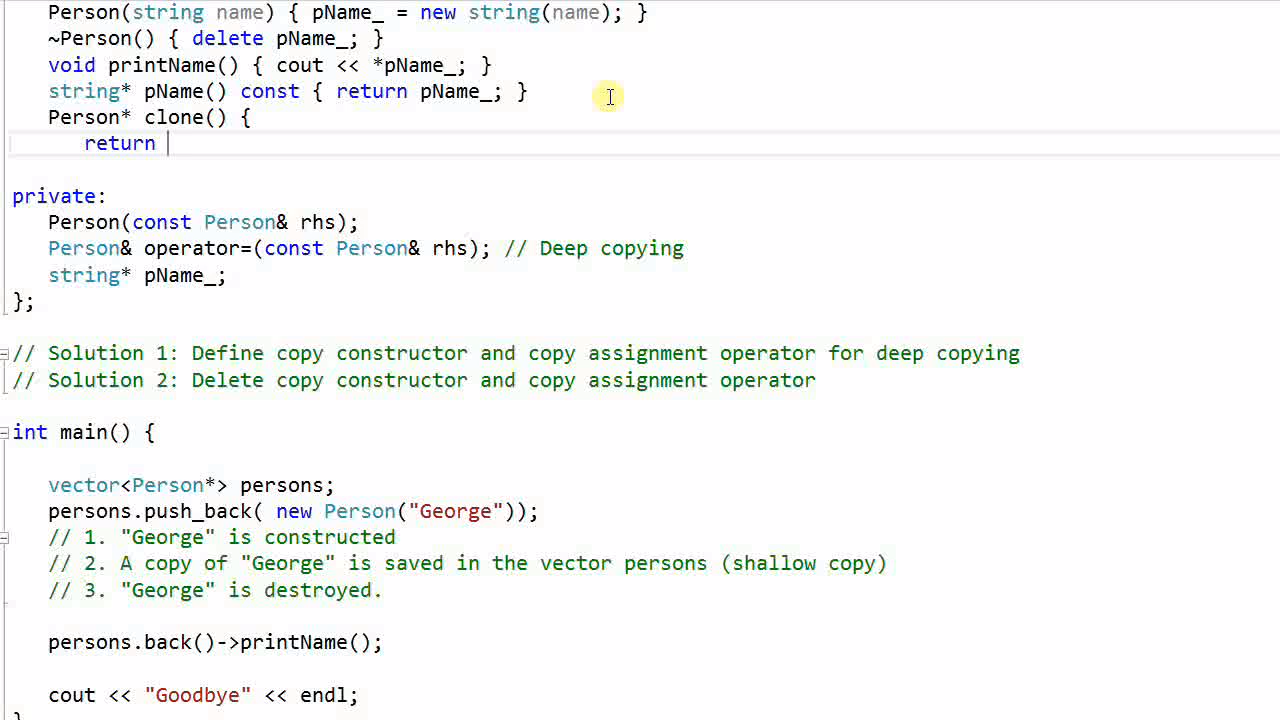 Person(string name) { pName_ = new string(name); }
~Person() { delete pName_; }
void printName() { cout << *pName_; }
string* pName() const { return pName_; }
Person* clone() {
return
private:
Person(const Person& rhs);
Person& operator=(const Person& rhs); // Deep copying
string* pName_;
};
// Solution 1: Define copy constructor and copy assignment operator for deep copying
// Solution 2: Delete copy constructor and copy assignment operator
int main() {
vector<Person*> persons;
persons.push_back( new Person("George"));
// 1. "George" is constructed
// 2. A copy of "George" is saved in the vector persons (shallow copy)
// 3. "George" is destroyed.
persons.back()->printName();
cout << "Goodbye" << endl;
}